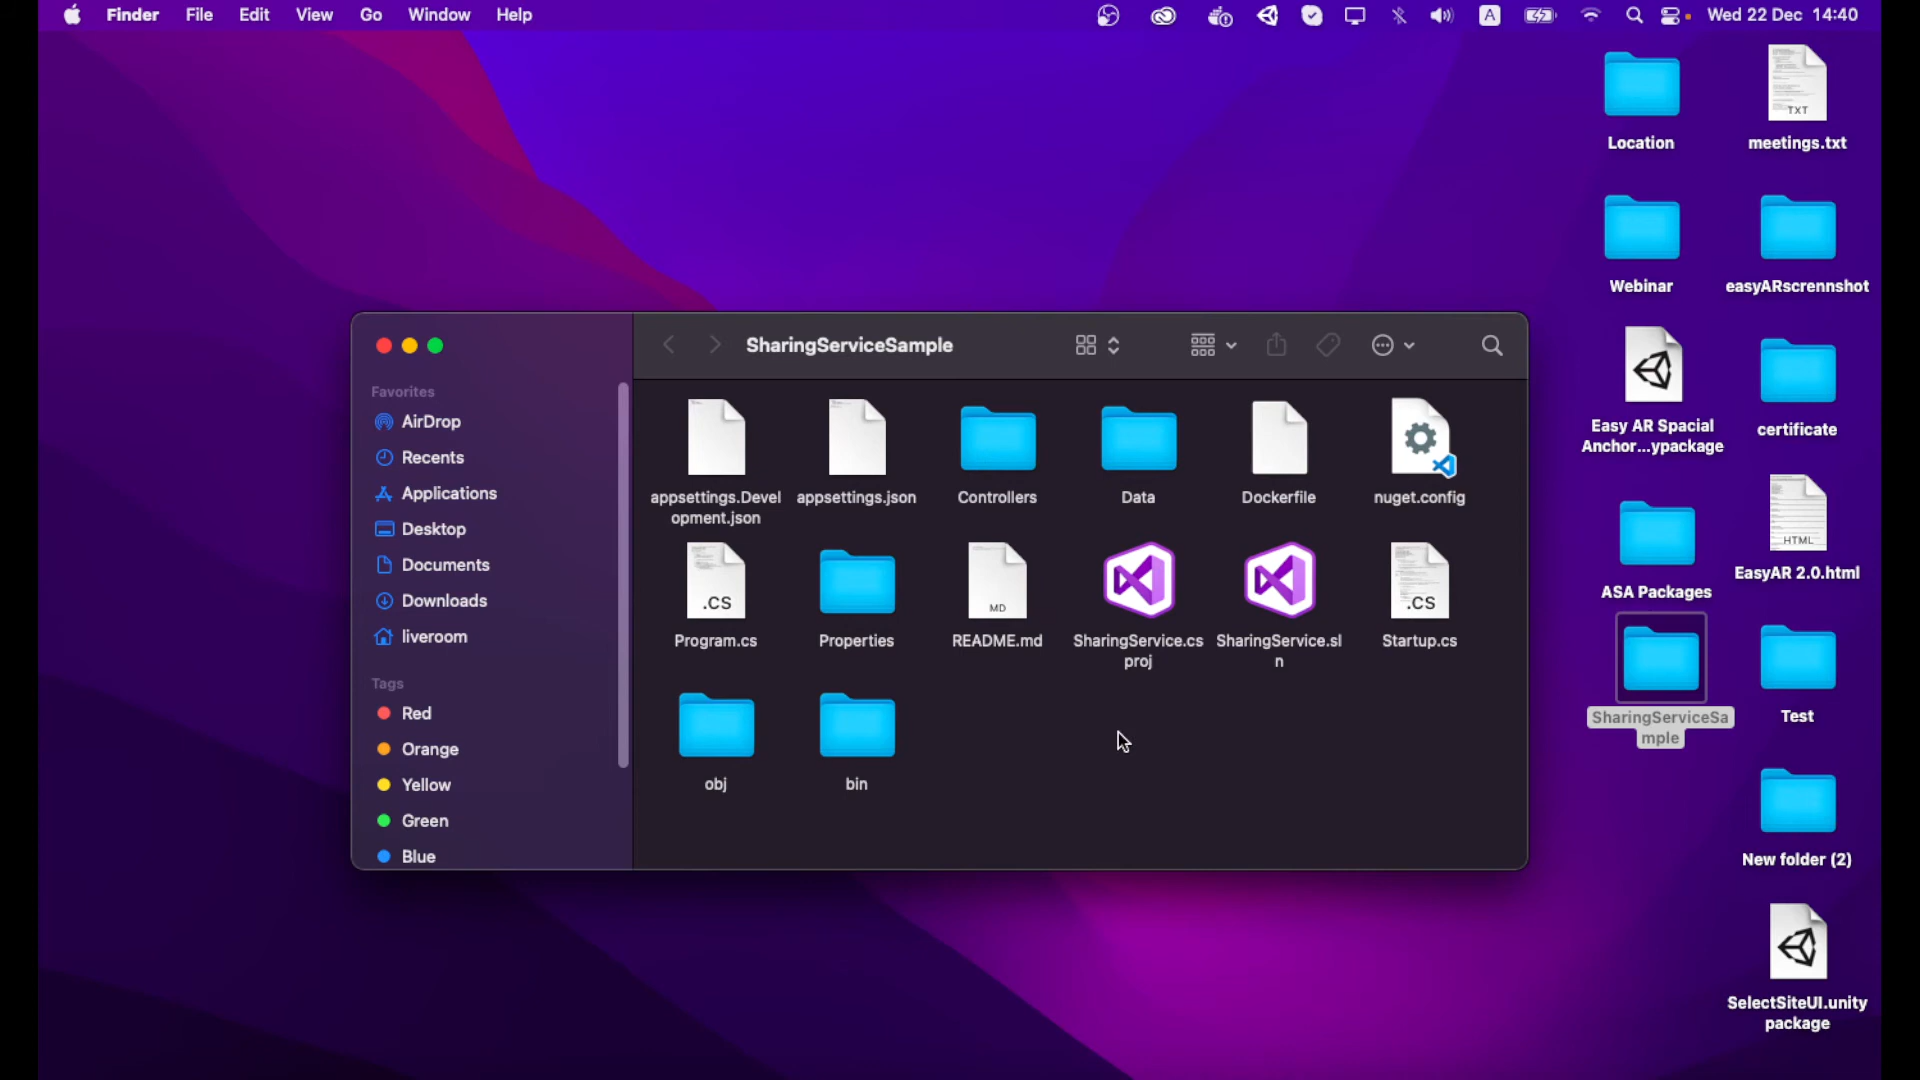 Finder File Edit View Go Window Help
A
Wed 22 Dec 14:40
Location
TXT
meetings.txt
Webinar
easyARscrennshot
Easy AR Spacial
Anchor...ypackage
certificate
ASA Packages
HTML
EasyAR 2.0.html
SharingServiceSa
mple
Test
New folder (2)
SelectSiteUI.unity
package
SharingServiceSample
Favorites
AirDrop
Recents
Applications
Desktop
Documents
Downloads
liveroom
Tags
Red
Orange
Yellow
Green
Blue
appsettings.Devel
opment.json
appsettings.json
Controllers
Data
Dockerfile
nuget.config
.CS
Program.cs
Properties
MD
README.md
SharingService.cs
proj
SharingService.sl
n
.CS
Startup.cs
obj
bin